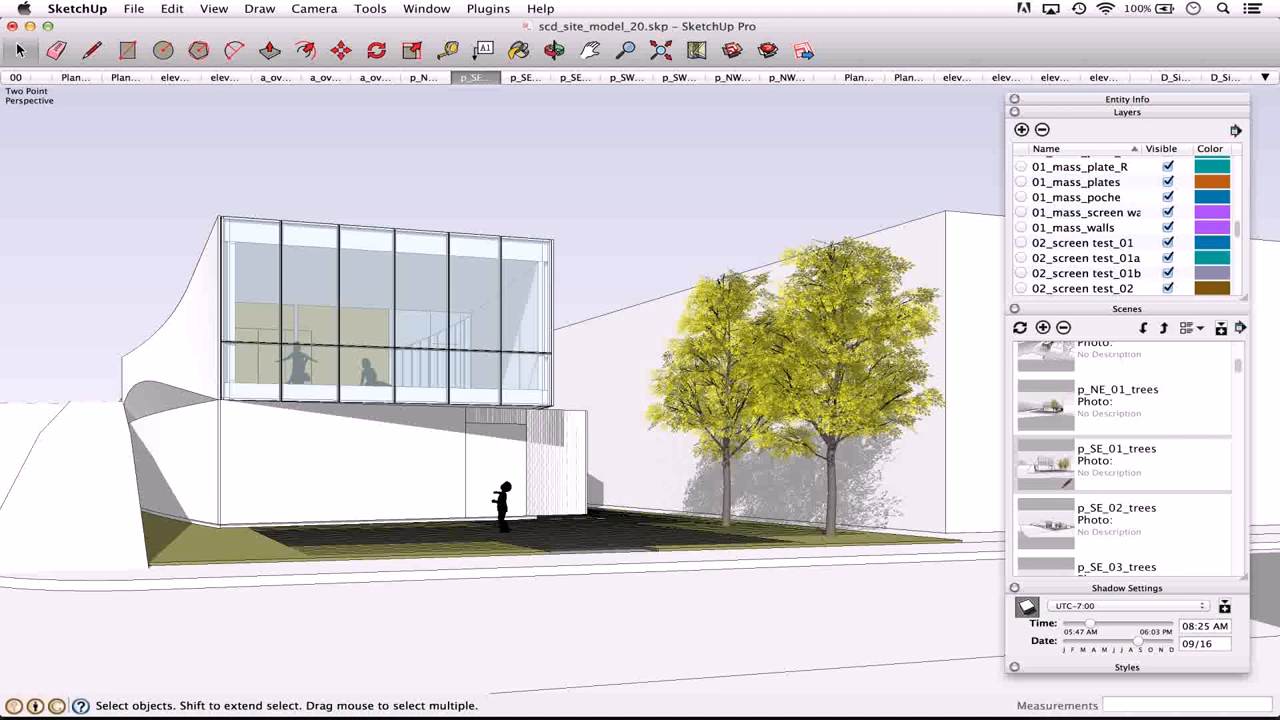 SketchUp File Edit View Draw Camera Tools Window Plugins Help 100%
scd_site_model_20.skp - SketchUp Pro
A1
00 Plan... Plan... elev... elev... a_ov... a_ov... a_ov... p_N... p_SE... p_SE... p_SE... p_SW... p_SW... p_NW... p_NW... Plan... Plan... elev... elev... elev... elev... D_Si... D_Si...
Two Point
Perspective
Entity Info
Layers
Name Visible Color
01_mass_plate_R
01_mass_plates
01_mass_poche
01_mass_screen wa
01_mass_walls
02_screen test_01
02_screen test_01a
02_screen test_01b
02_screen test_02
Scenes
Photo:
No Description
p_NE_01_trees
Photo:
No Description
p_SE_01_trees
Photo:
p_SE_02_trees
Photo:
No Description
p_SE_03_trees
Shadow Settings
UTC-7:00
Time: 08:25 AM
05:47 AM 06:03 PM
Date: 09/16
J F M A M J J A S O N D
Styles
Select objects. Shift to extend select. Drag mouse to select multiple.
Measurements